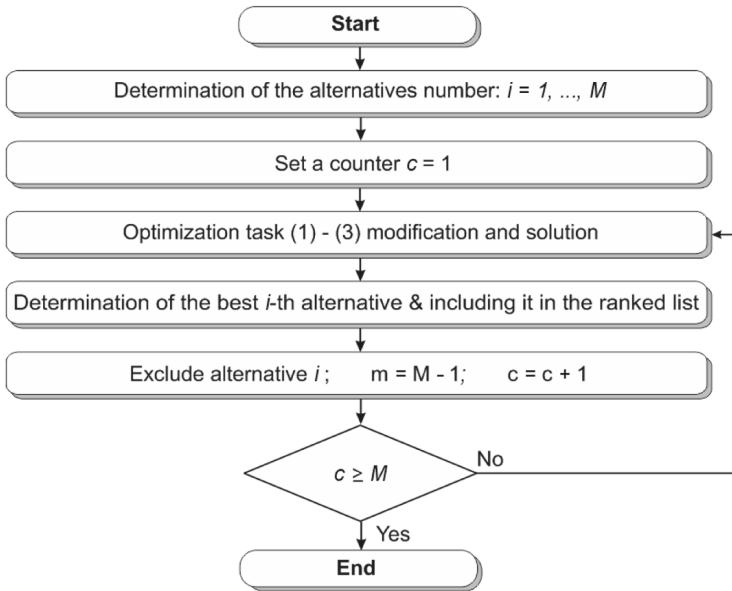 Start
Determination of the alternatives number: i = 1, ..., M
Set a counter c = 1
Optimization task (1) - (3) modification and solution
Determination of the best i-th alternative & including it in the ranked list
Exclude alternative i ; m = M - 1; c = c + 1
c ≥ M
No
Yes
End